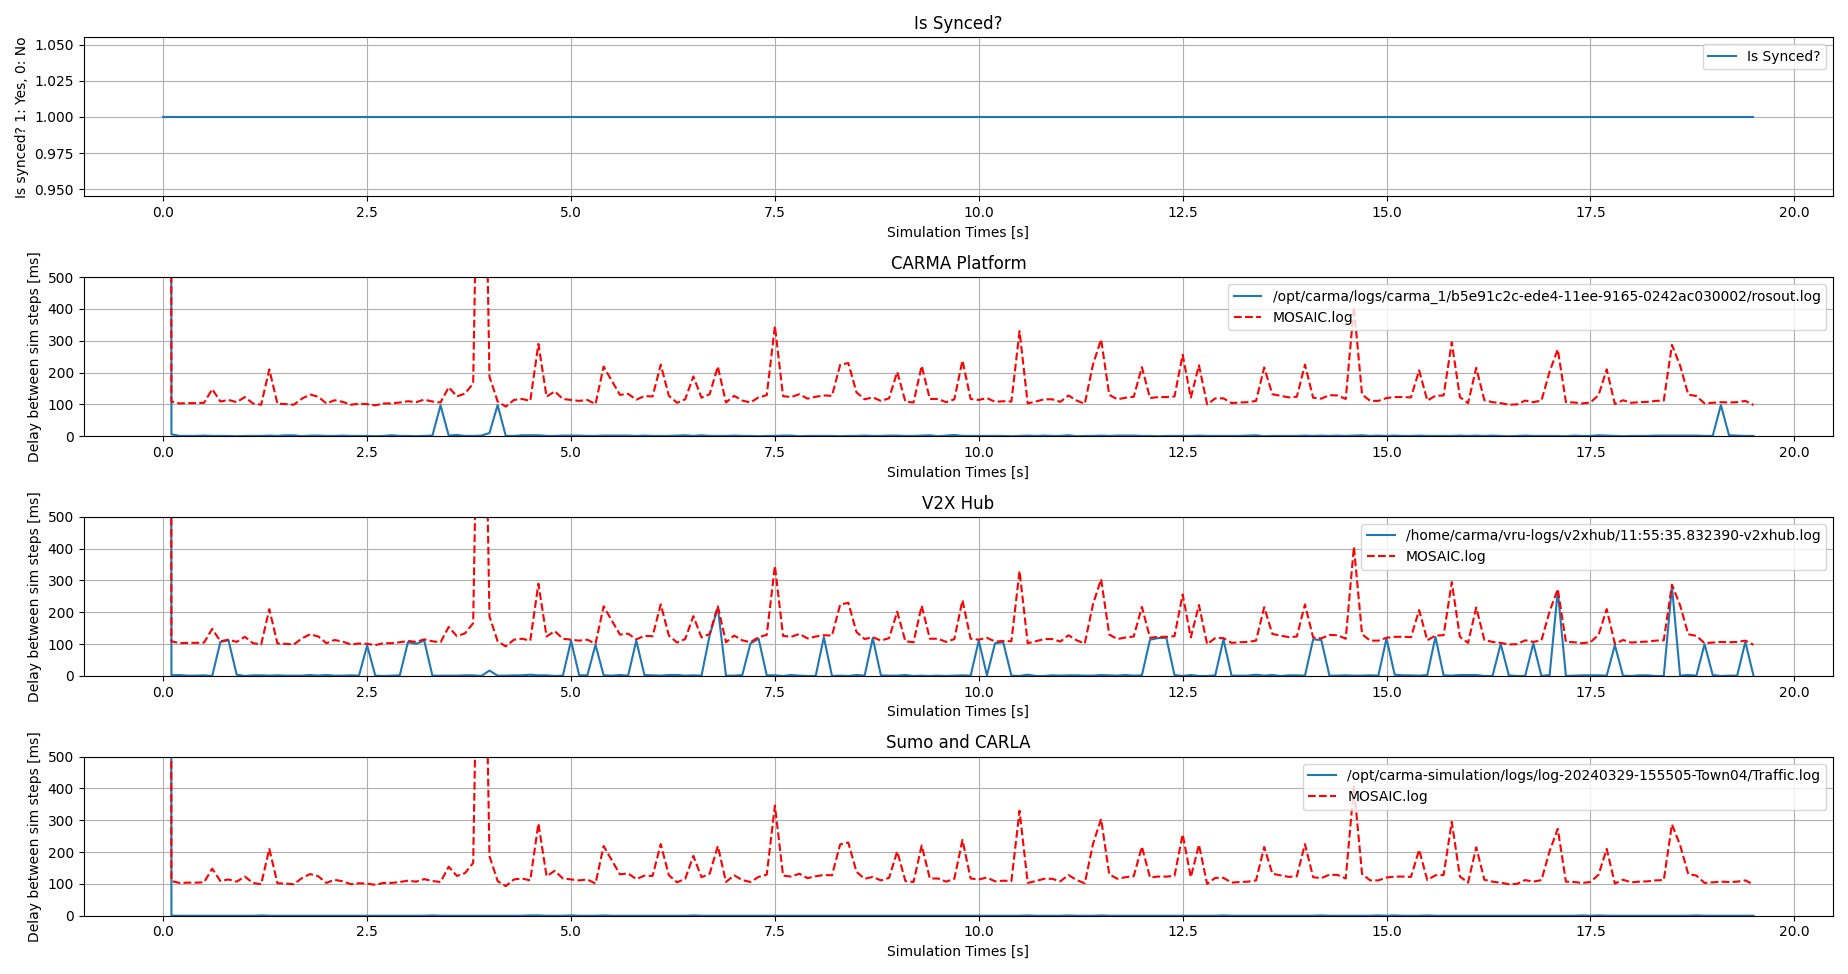 Is Synced?
Is synced? 1: Yes, 0: No
1.050
1.025
1.000
0.975
0.950
Is Synced?
0.0 2.5 5.0 7.5 10.0 12.5 15.0 17.5 20.0
Simulation Times [s]
CARMA Platform
Delay between sim steps [ms]
500
400
300
200
100
0
/opt/carma/logs/carma_1/b5e91c2c-ede4-11ee-9165-0242ac030002/rosout.log
MOSAIC.log
0.0 2.5 5.0 7.5 10.0 12.5 15.0 17.5 20.0
Simulation Times [s]
V2X Hub
Delay between sim steps [ms]
500
400
300
200
100
0
/home/carma/vru-logs/v2xhub/11:55:35.832390-v2xhub.log
MOSAIC.log
0.0 2.5 5.0 7.5 10.0 12.5 15.0 17.5 20.0
Simulation Times [s]
Sumo and CARLA
Delay between sim steps [ms]
500
400
300
200
100
0
/opt/carma-simulation/logs/log-20240329-155505-Town04/Traffic.log
MOSAIC.log
0.0 2.5 5.0 7.5 10.0 12.5 15.0 17.5 20.0
Simulation Times [s]